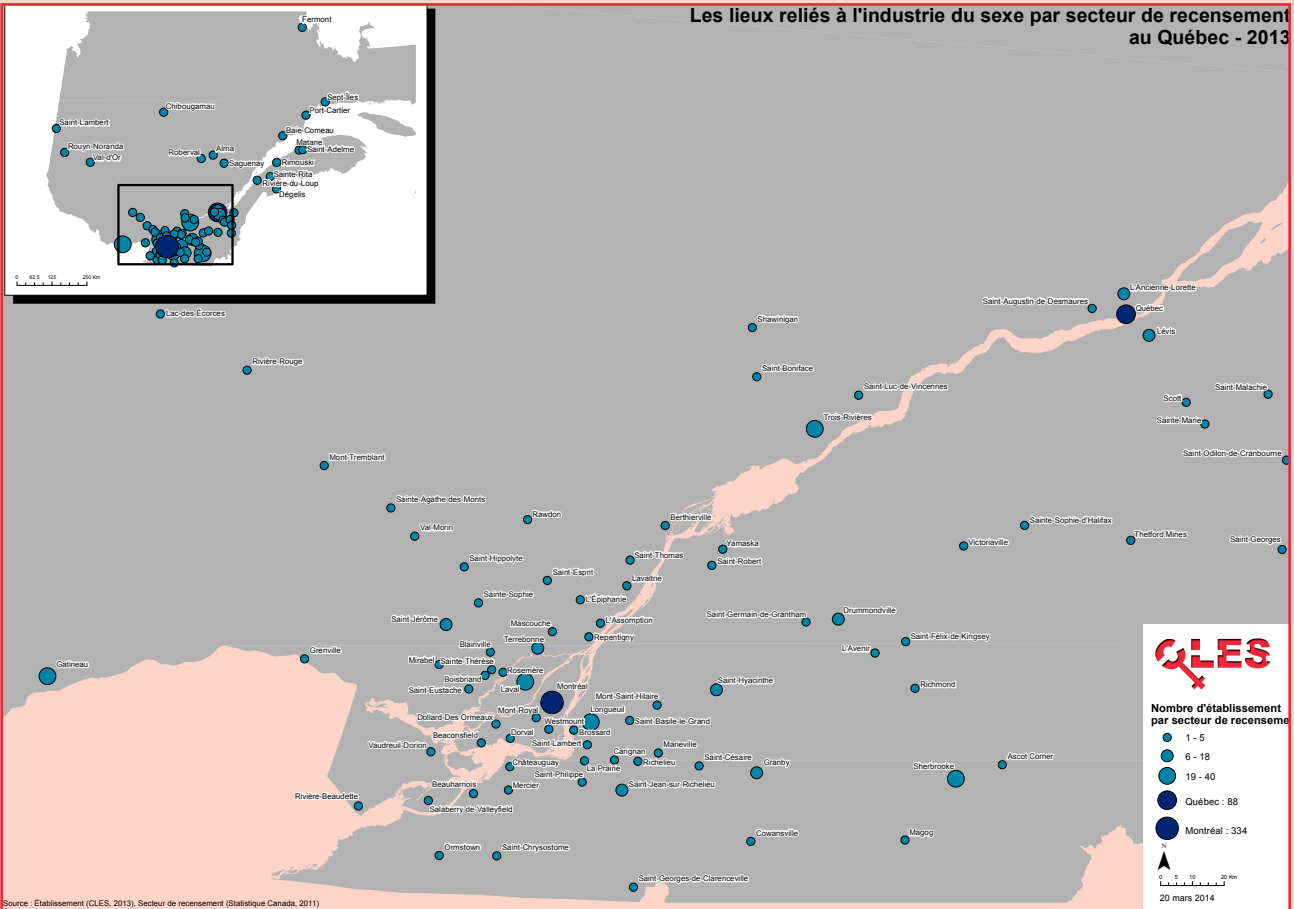 Les lieux reliés à l'industrie du sexe par secteur de recensement
au Québec - 2013
Fermont
Sept-Îles
Port-Cartier
Chibougamau
Saint-Lambert
Baie-Comeau
Matane
Saint-Adelme
Rouyn-Noranda
Val-d'Or
Roberval
Alma
Saguenay
Rimouski
Sainte-Rita
Rivière-du-Loup
Dégelis
0 62.5 125 250 Km
Lac-des-Écorces
Rivière-Rouge
Shawinigan
Saint-Boniface
Saint-Luc-de-Vincennes
Trois-Rivières
Saint-Augustin-de-Desmaures
L'Ancienne-Lorette
Québec
Lévis
Saint-Malachie
Scott
Sainte-Marie
Saint-Odilon-de-Cranbourne
Mont-Tremblant
Sainte-Agathe-des-Monts
Val-Morin
Rawdon
Berthierville
Yamaska
Saint-Robert
Sainte-Sophie-d'Halifax
Victoriaville
Thetford Mines
Saint-Georges
Saint-Hippolyte
Saint-Thomas
Saint-Esprit
Lavaltrie
Sainte-Sophie
L'Épiphanie
Saint-Jérôme
Mascouche
L'Assomption
Repentigny
Saint-Germain-de-Grantham
Drummondville
Saint-Félix-de-Kingsey
L'Avenir
Richmond
Blainville
Terrebonne
Mirabel
Sainte-Thérèse
Rosemère
Boisbriand
Saint-Eustache
Laval
Montréal
Grenville
Gatineau
Mont-Saint-Hilaire
Saint-Hyacinthe
Mont-Royal
Longueuil
Saint-Basile-le-Grand
Dollard-Des Ormeaux
Westmount
Brossard
Beaconsfield
Dorval
Saint-Lambert
Vaudreuil-Dorion
Carignan
Marieville
Richelieu
Saint-Césaire
Granby
Châteauguay
La Prairie
Saint-Philippe
Saint-Jean-sur-Richelieu
Sherbrooke
Ascot Corner
Beauharnois
Mercier
Rivière-Beaudette
Salaberry-de-Valleyfield
Ormstown
Saint-Chrysostome
Cowansville
Magog
Saint-Georges-de-Clarenceville
CLES
Nombre d'établissement
par secteur de recenseme
1 - 5
6 - 18
19 - 40
Québec : 88
Montréal : 334
N
0 5 10 20 Km
20 mars 2014
Source : Établissement (CLES, 2013), Secteur de recensement (Statistique Canada, 2011)